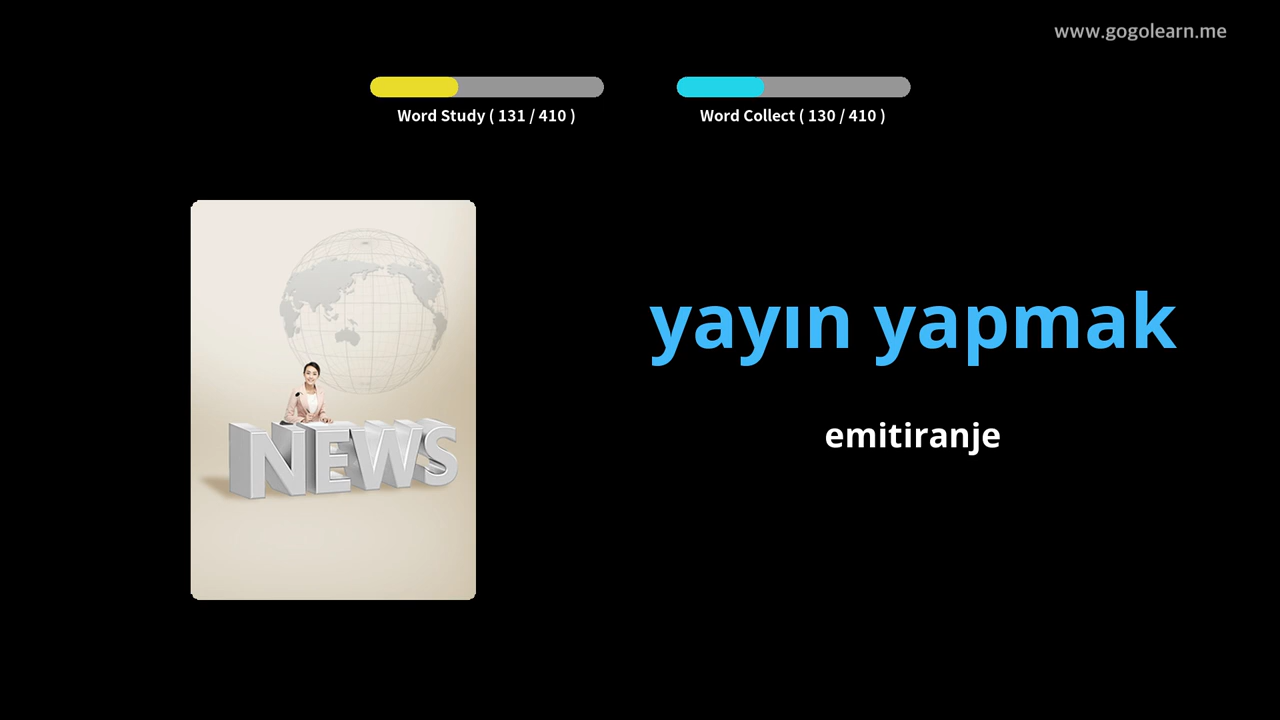 www.gogolearn.me
Word Study ( 131 / 410 )
Word Collect ( 130 / 410 )
NEWS
yayın yapmak
emitiranje